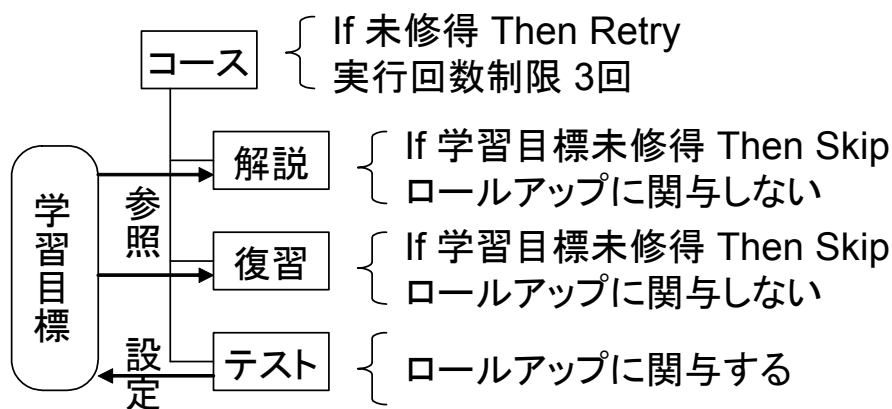 コース
If 未修得 Then Retry
実行回数制限 3回
解説
If 学習目標未修得 Then Skip
ロールアップに関与しない
学習目標
参照
復習
If 学習目標未修得 Then Skip
ロールアップに関与しない
設定
テスト
ロールアップに関与する